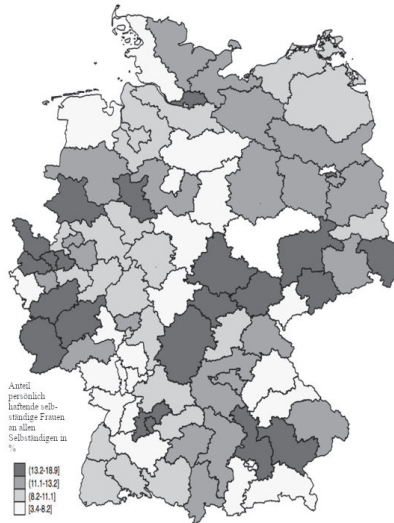 Anteil
persönlich
haftende selb-
ständige Frauen
an allen
Selbständigen in
%
(13.2-18.9]
(11.1-13.2]
(8.2-11.1]
[3.4-8.2]